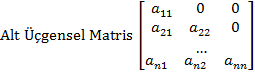 Alt Üçgensel Matris
a₁₁ 0 0
a₂₁ a₂₂ 0
...
aₙ₁ aₙ₂ aₙₙ